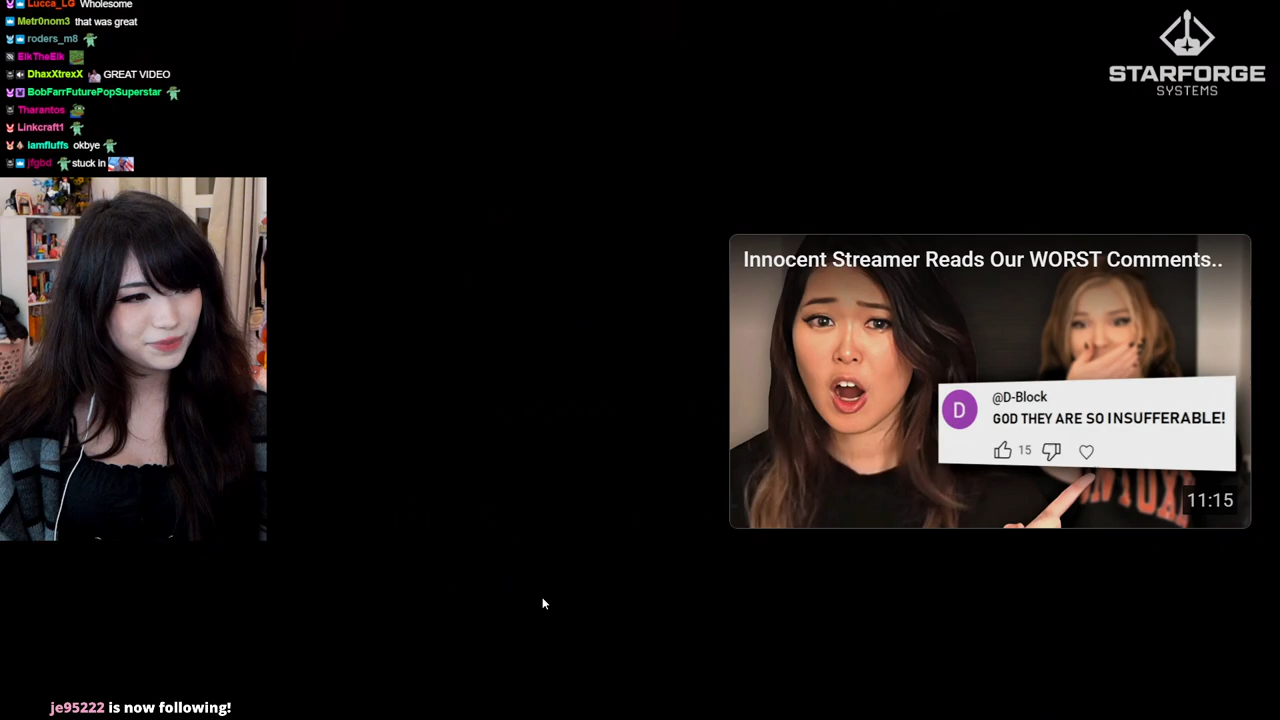 Lucca_LG Wholesome
Metr0nom3 that was great
roders_m8
ElkTheElk
DhaxXtrexX GREAT VIDEO
BobFarrFuturePopSuperstar
Tharantos
Linkcraft1
iamfluffs okbye
jfgbd stuck in
STARFORGE
SYSTEMS
Innocent Streamer Reads Our WORST Comments..
D
@D-Block
GOD THEY ARE SO INSUFFERABLE!
15
11:15
je95222 is now following!